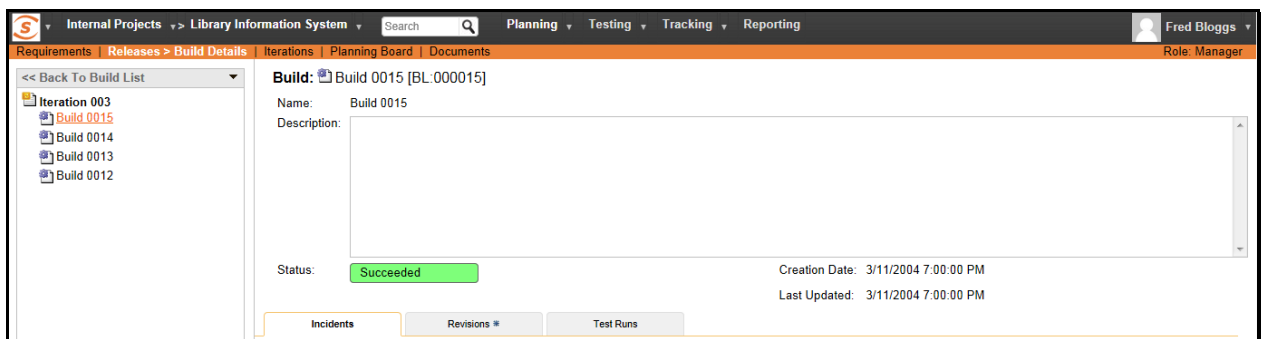 Internal Projects > Library Information System Search Planning Testing Tracking Reporting Fred Bloggs
Requirements | Releases > Build Details | Iterations | Planning Board | Documents Role: Manager
<< Back To Build List
Iteration 003
Build 0015
Build 0014
Build 0013
Build 0012
Build: Build 0015 [BL:000015]
Name: Build 0015
Description:
Status: Succeeded Creation Date: 3/11/2004 7:00:00 PM
Last Updated: 3/11/2004 7:00:00 PM
Incidents Revisions * Test Runs